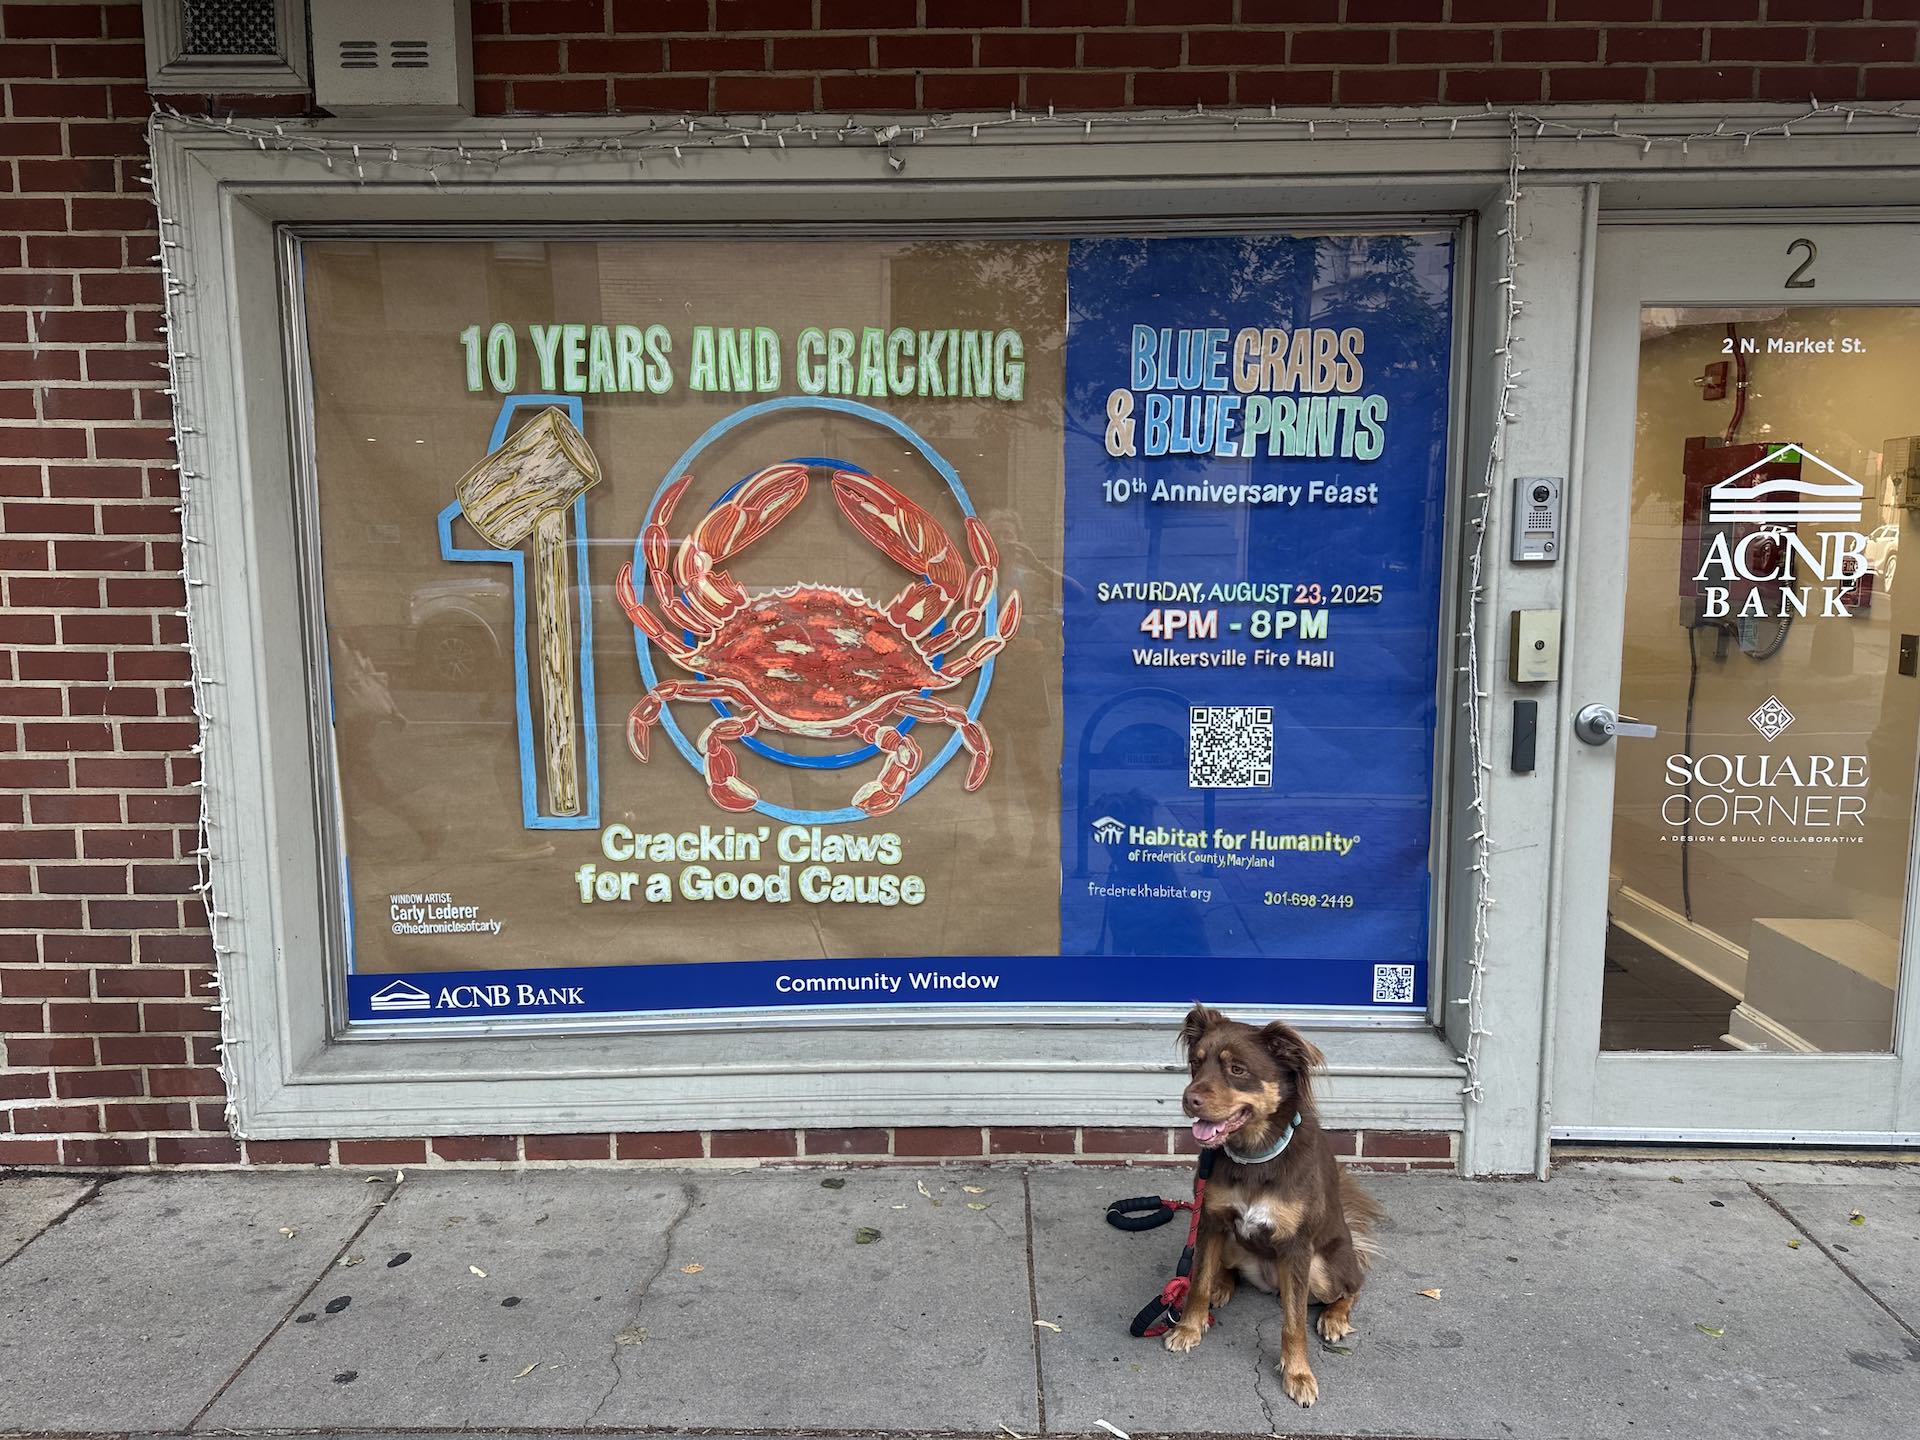 10 YEARS AND CRACKING
Crackin' Claws
for a Good Cause
WINDOW ARTIST:
Carly Lederer
@thechroniclesofcarly
BLUE CRABS
& BLUEPRINTS
10th Anniversary Feast
SATURDAY, AUGUST 23, 2025
4PM - 8PM
Walkersville Fire Hall
Habitat for Humanity®
of Frederick County, Maryland
frederickhabitat.org 301-698-2449
ACNB BANK Community Window
2
2 N. Market St.
ACNB
BANK
SQUARE
CORNER
A DESIGN & BUILD COLLABORATIVE